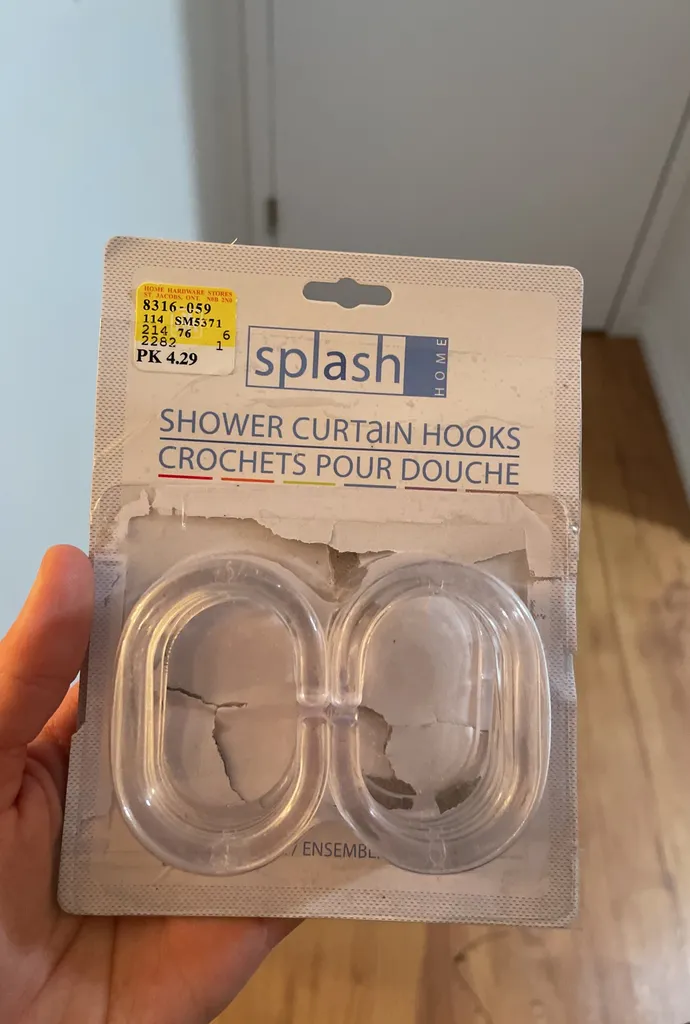 HOME HARDWARE STORES
ST JACOBS, ONT. N0B 2N0
8316-059
114 SM5371
214 76 6
2282 1
PK 4.29
splash HOME
SHOWER CURTaIN HOOKS
CROCHETS POUR DOUCHE
/ ENSEMBL